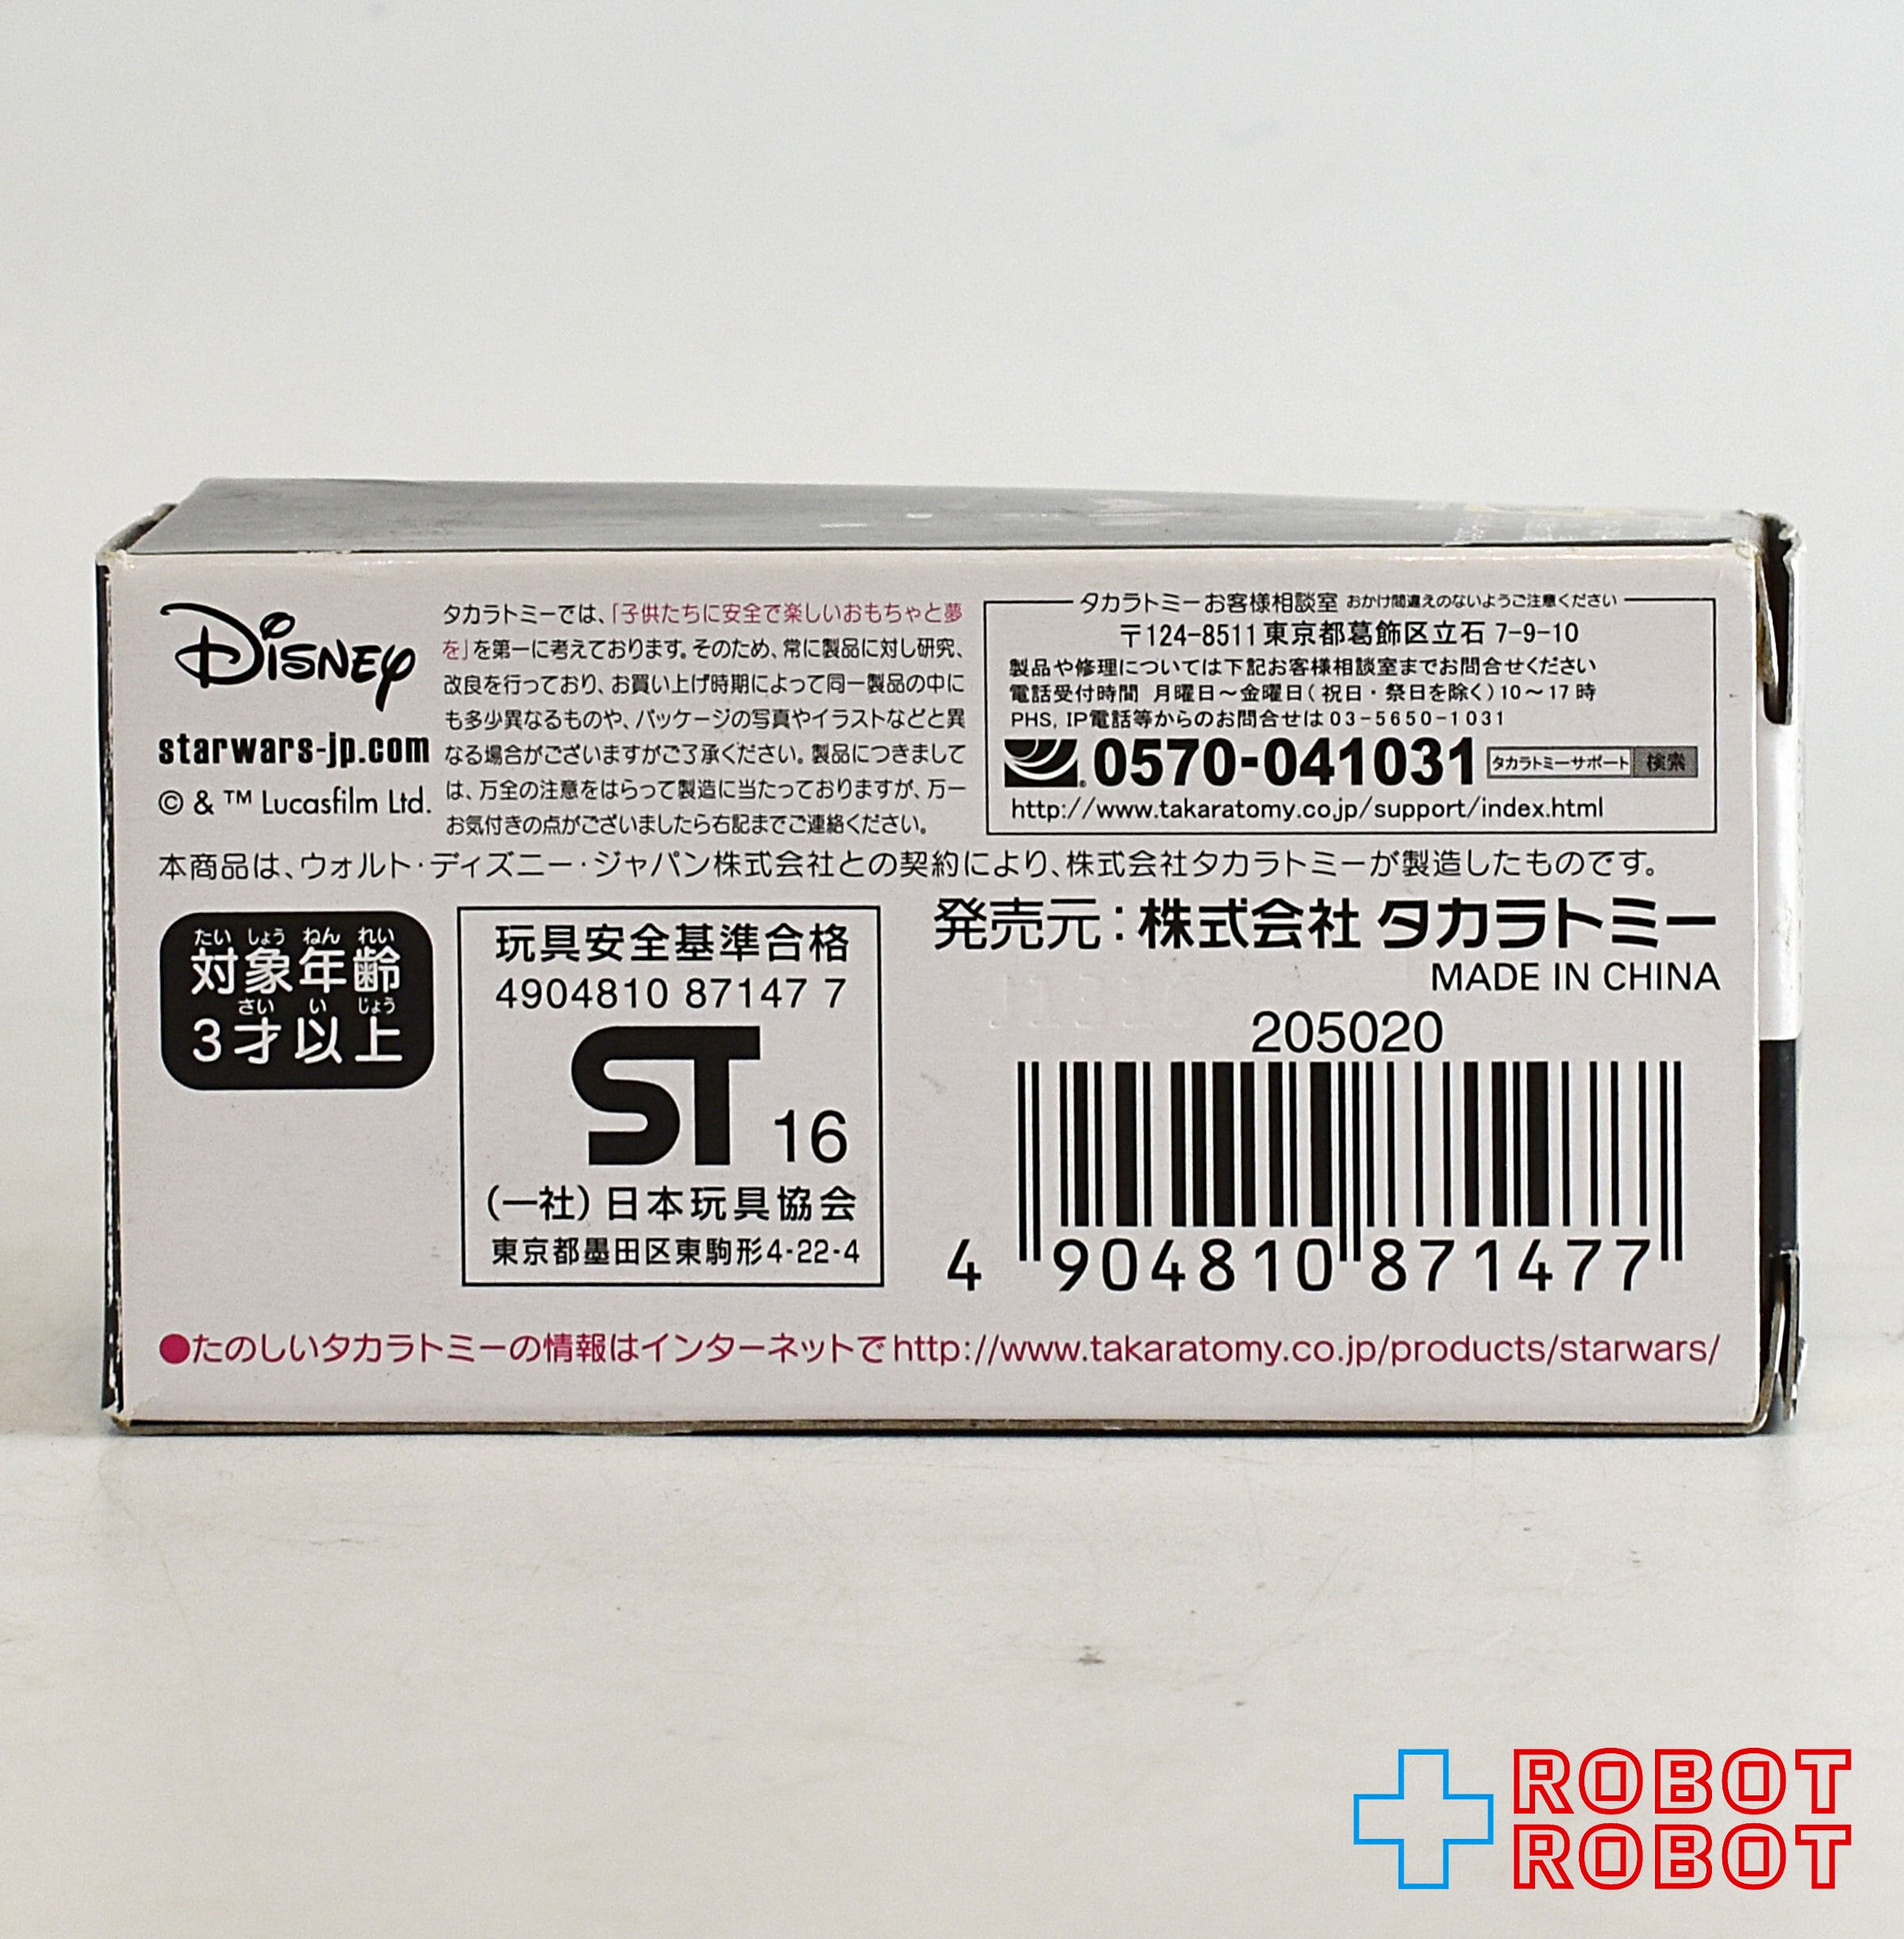 Disney
starwars-jp.com
© & ™ Lucasfilm Ltd.
タカラトミーでは、「子供たちに安全で楽しいおもちゃと夢
を」を第一に考えております。そのため、常に製品に対し研究、
改良を行っており、お買い上げ時期によって同一製品の中に
も多少異なるものや、パッケージの写真やイラストなどと異
なる場合がございますがご了承ください。製品につきまして
は、万全の注意をはらって製造に当たっておりますが、万一
お気付きの点がございましたら右記までご連絡ください。
タカラトミーお客様相談室 おかけ間違えのないようご注意ください
〒124-8511 東京都葛飾区立石 7-9-10
製品や修理については下記お客様相談室までお問合せください
電話受付時間 月曜日～金曜日(祝日・祭日を除く)10～17時
PHS, IP電話等からのお問合せは 03-5650-1031
0570-041031 タカラトミーサポート 検索
http://www.takaratomy.co.jp/support/index.html
本商品は、ウォルト・ディズニー・ジャパン株式会社との契約により、株式会社タカラトミーが製造したものです。
たい しょう ねん れい
対象年齢
さい い じょう
3才以上
玩具安全基準合格
4904810 87147 7
ST 16
(一社)日本玩具協会
東京都墨田区東駒形4-22-4
発売元：株式会社 タカラトミー
MADE IN CHINA
205020
4 904810 871477
●たのしいタカラトミーの情報はインターネットで http://www.takaratomy.co.jp/products/starwars/
ROBOT
ROBOT